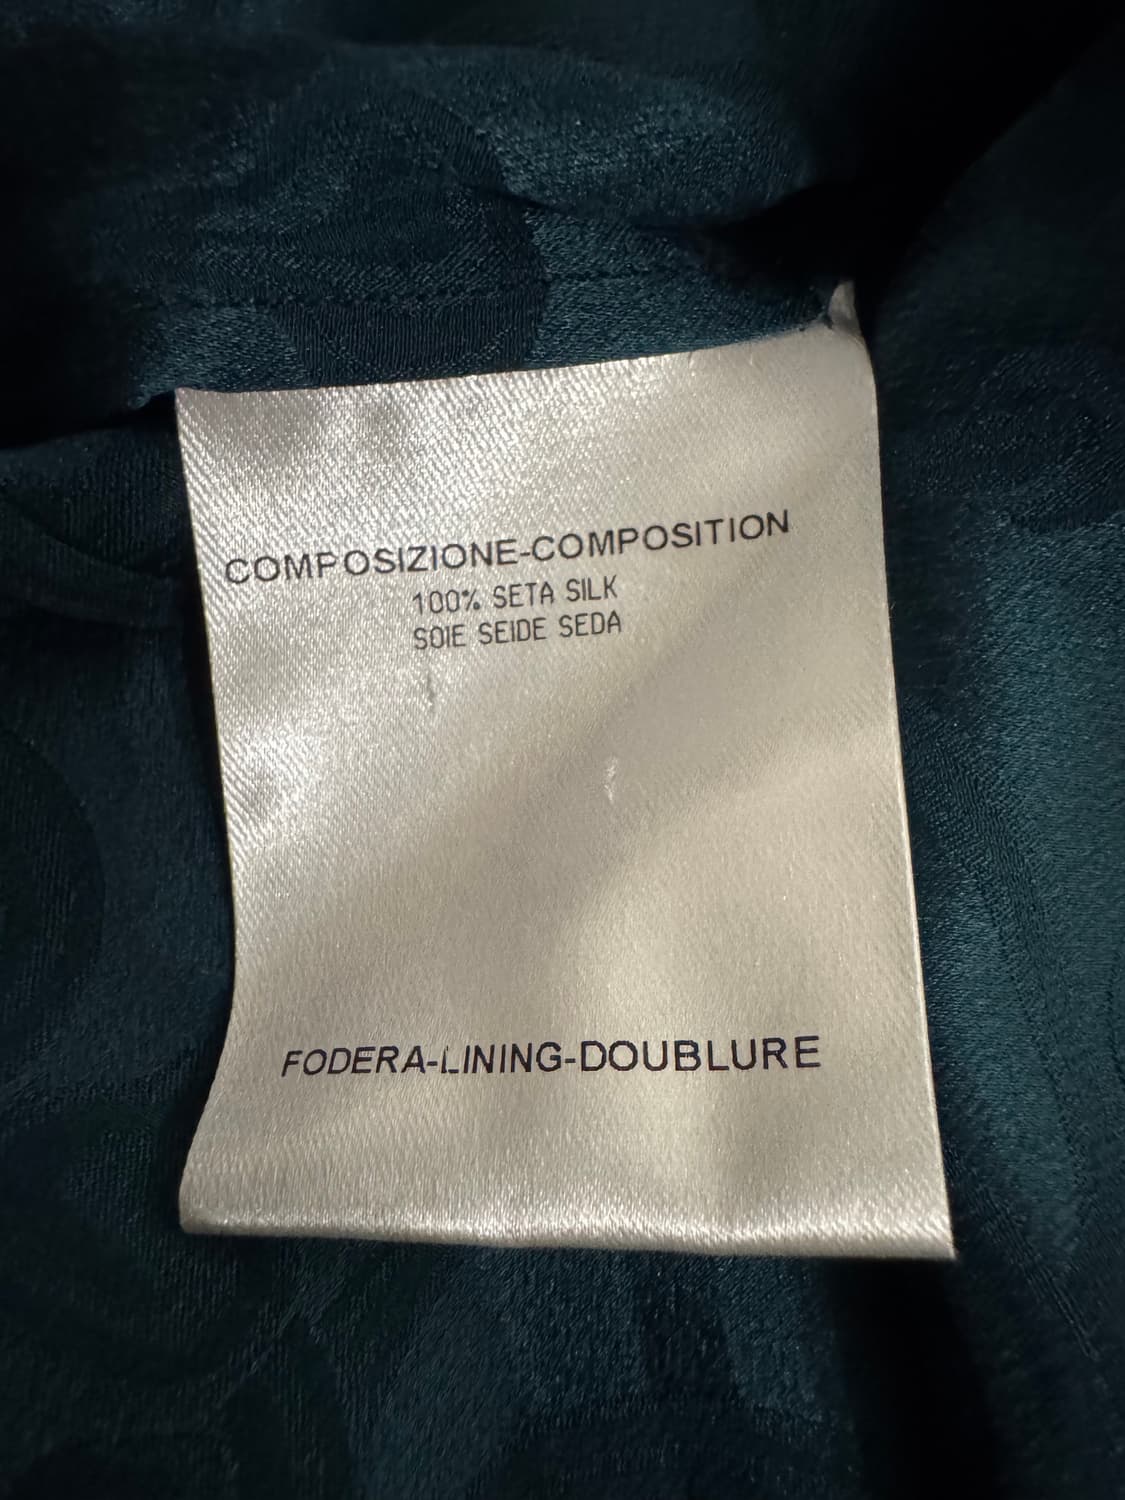 COMPOSIZIONE-COMPOSITION
100% SETA SILK
SOIE SEIDE SEDA
FODERA-LINING-DOUBLURE